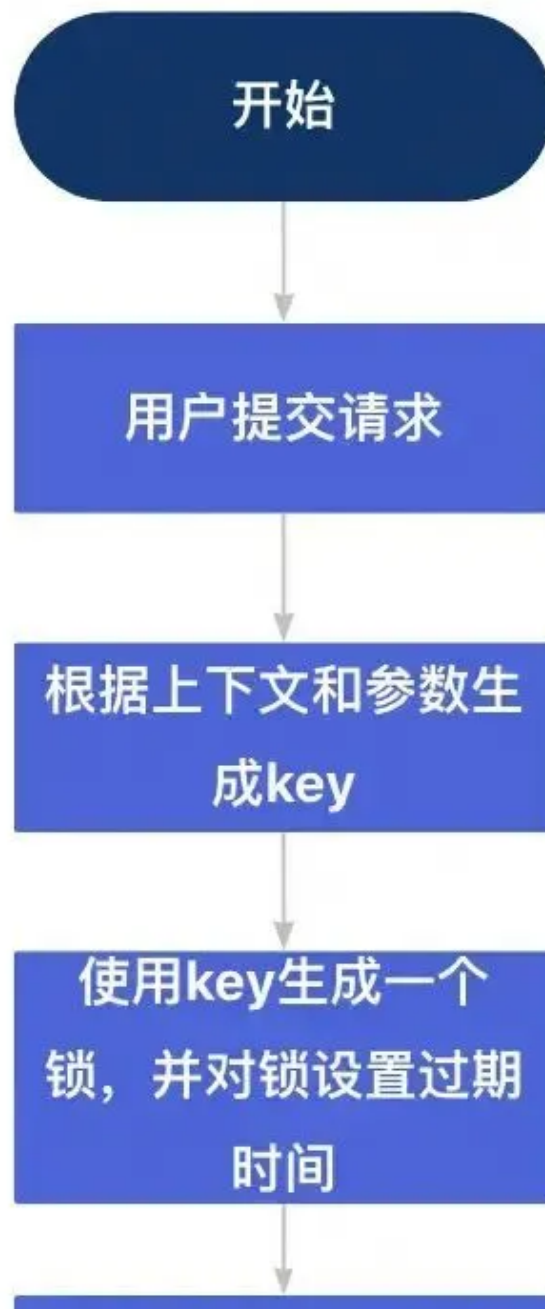 开始
用户提交请求
根据上下文和参数生
成key
使用key生成一个
锁，并对锁设置过期
时间